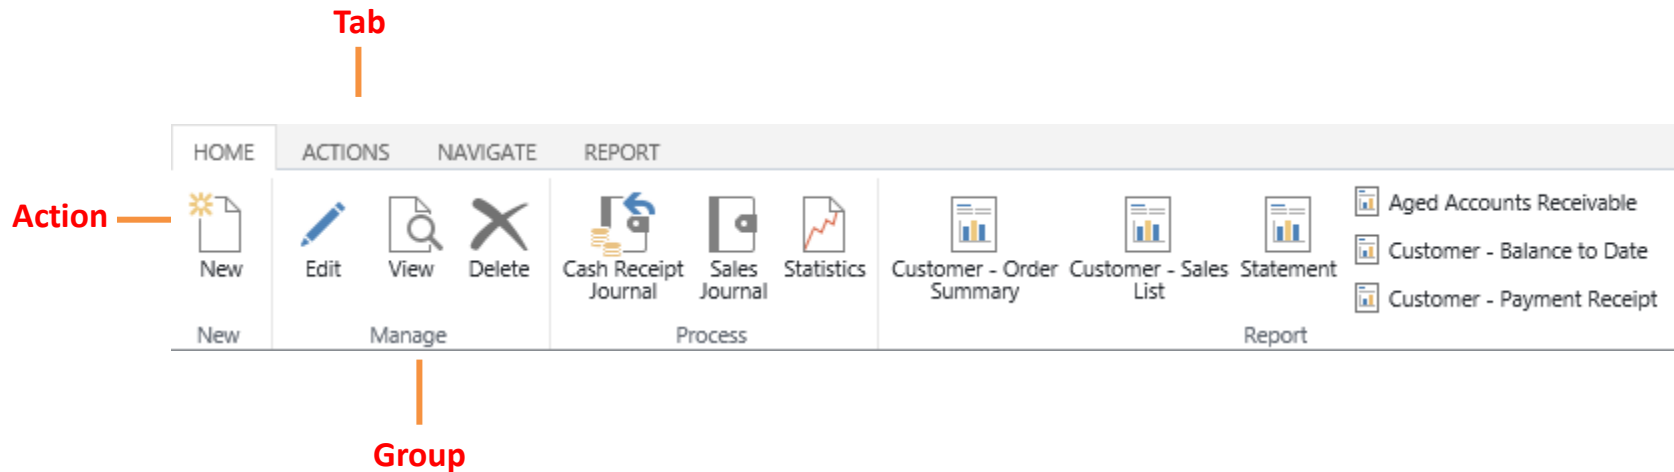 Tab
HOME ACTIONS NAVIGATE REPORT
Action
New
Edit
View
Delete
Cash Receipt
Journal
Sales
Journal
Statistics
Customer - Order
Summary
Customer - Sales
List
Statement
Aged Accounts Receivable
Customer - Balance to Date
Customer - Payment Receipt
New
Manage
Process
Report
Group